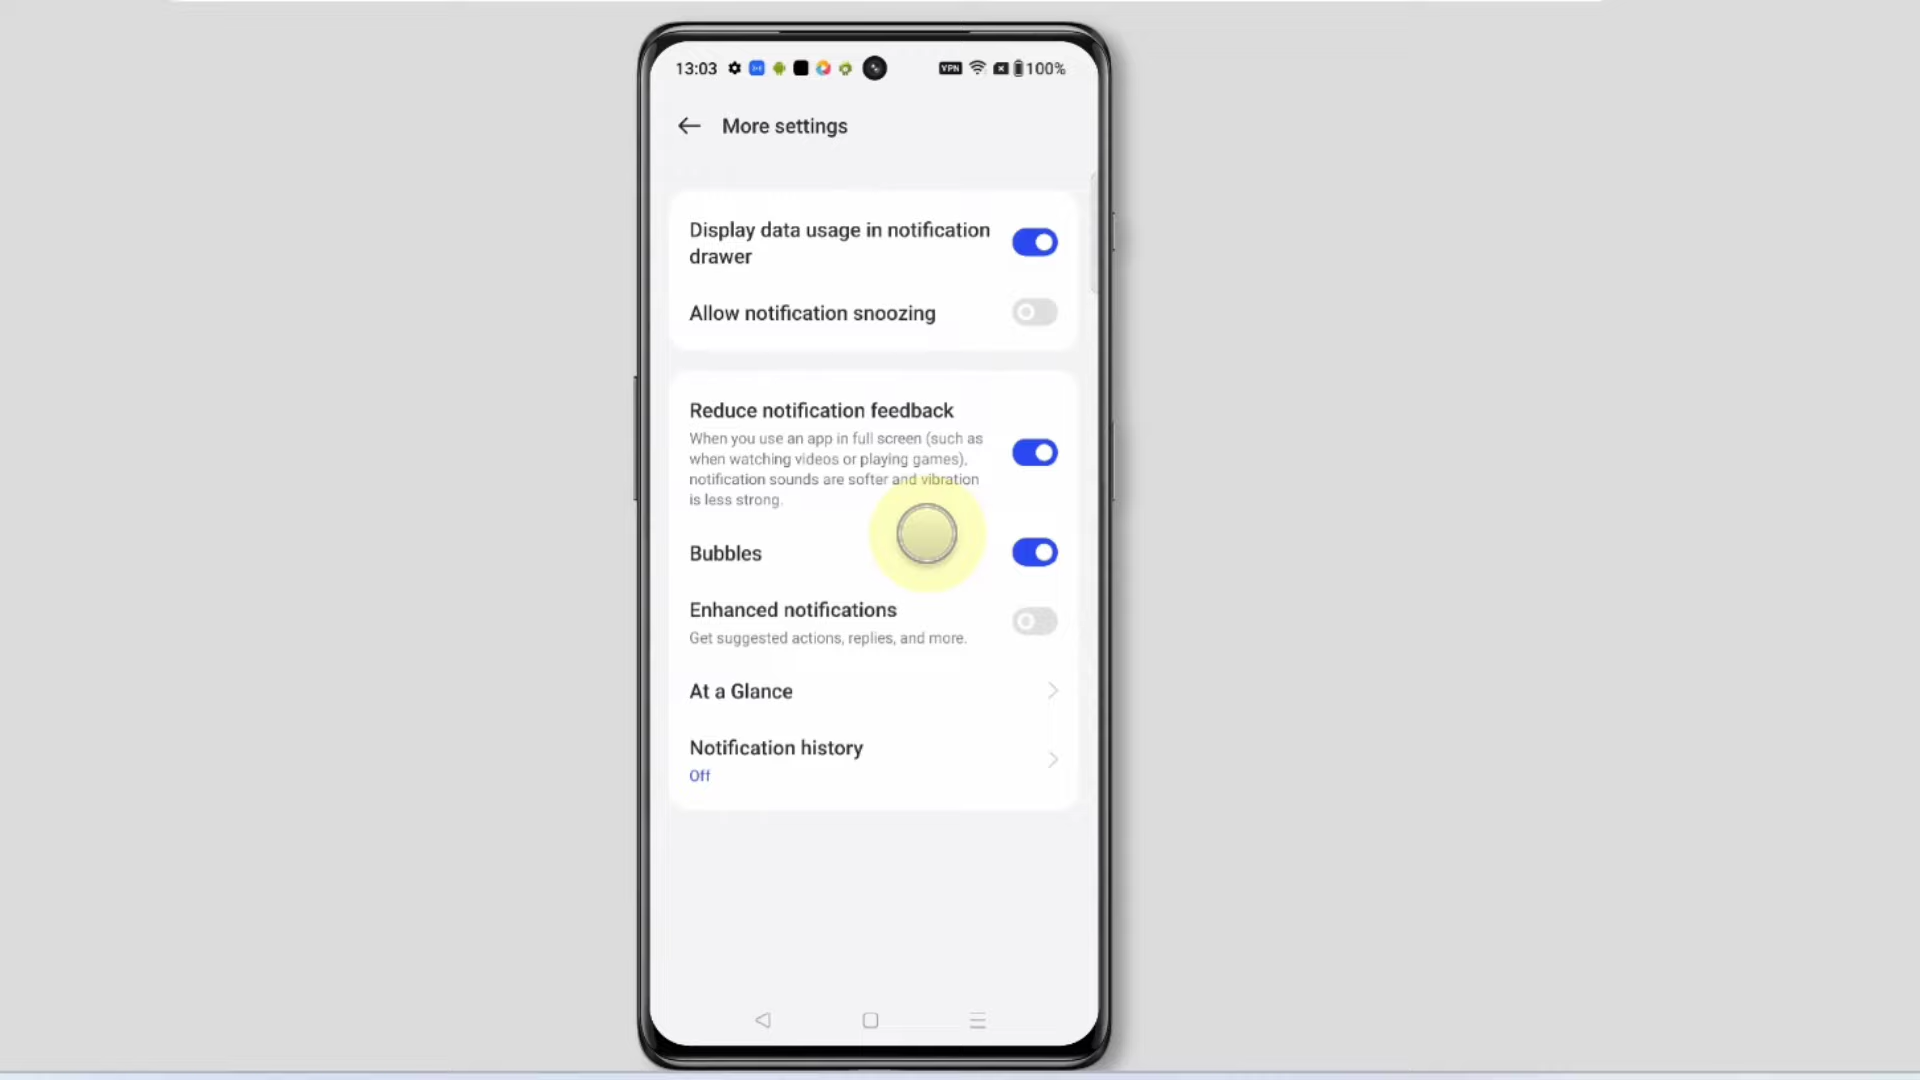 13:03
VPN
100%
More settings
Display data usage in notification
drawer
Allow notification snoozing
Reduce notification feedback
When you use an app in full screen (such as
when watching videos or playing games),
notification sounds are softer and vibration
is less strong.
Bubbles
Enhanced notifications
Get suggested actions, replies, and more.
At a Glance
Notification history
Off